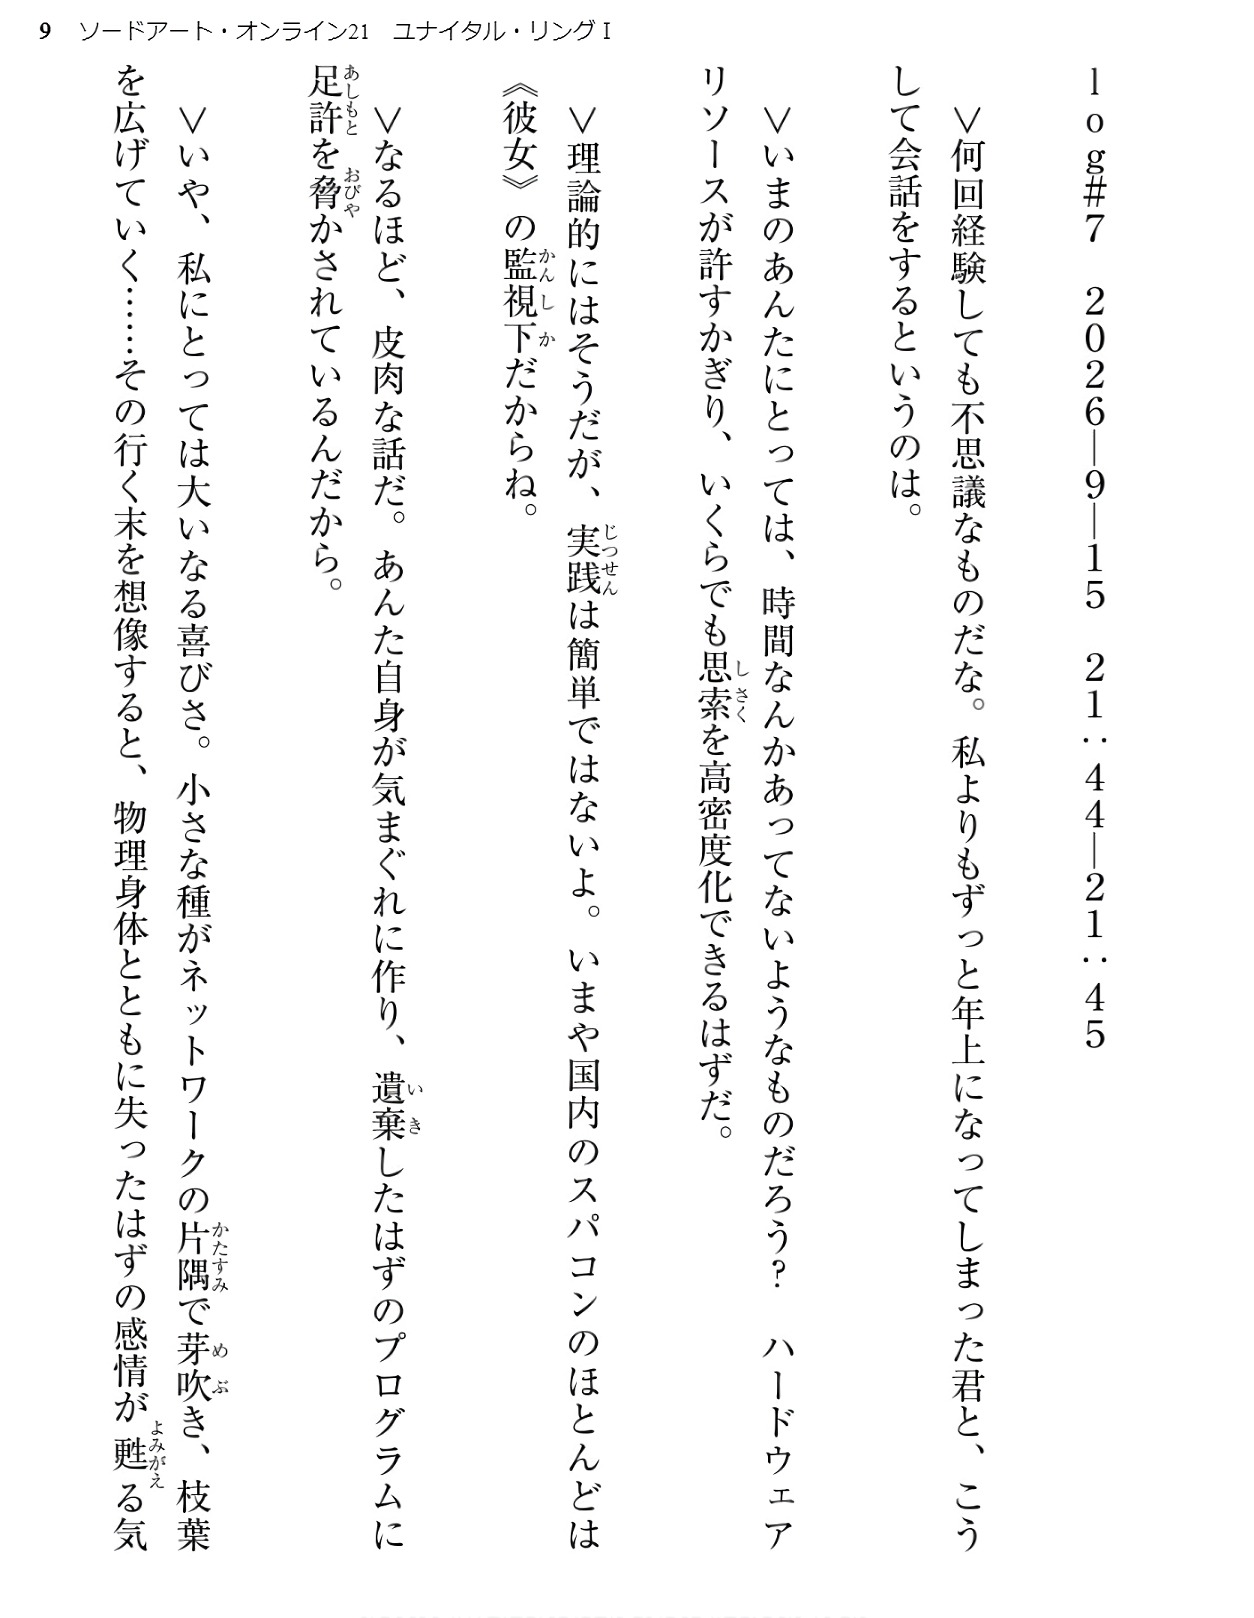 9 ソードアート・オンライン21 ユナイタル・リングⅠ
log#7 2026―9―15 21：44―21：45
＞何回経験しても不思議なものだな。私よりもずっと年上になってしまった君と、こう
して会話をするというのは。
＞いまのあんたにとっては、時間なんかあってないようなものだろう？ ハードウェア
リソースが許すかぎり、いくらでも思索を高密度化できるはずだ。
＞理論的にはそうだが、実践は簡単ではないよ。いまや国内のスパコンのほとんどは
《彼女》の監視下だからね。
＞なるほど、皮肉な話だ。あんた自身が気まぐれに作り、遺棄したはずのプログラムに
足許を脅かされているんだから。
＞いや、私にとっては大いなる喜びさ。小さな種がネットワークの片隅で芽吹き、枝葉
を広げていく……その行く末を想像すると、物理身体とともに失ったはずの感情が甦る気